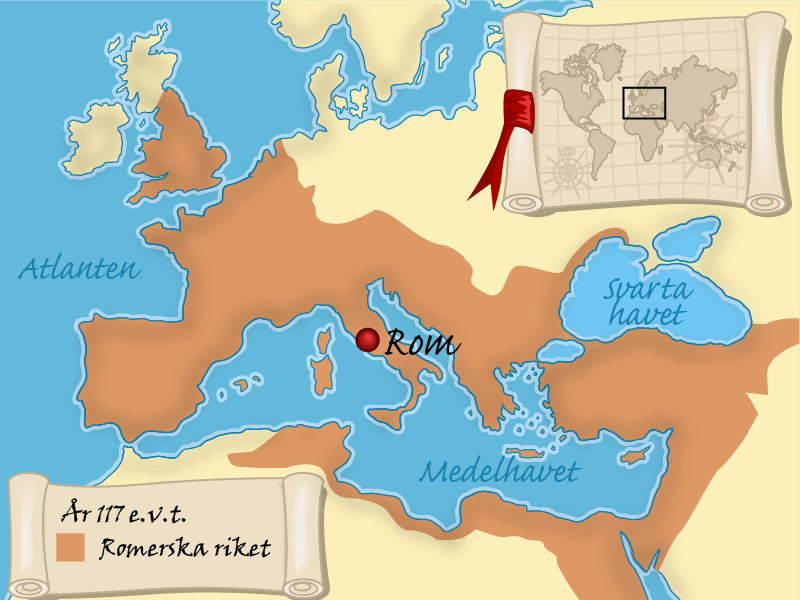 Atlanten
Svarta
havet
Rom
Medelhavet
År 117 e.v.t.
Romerska riket